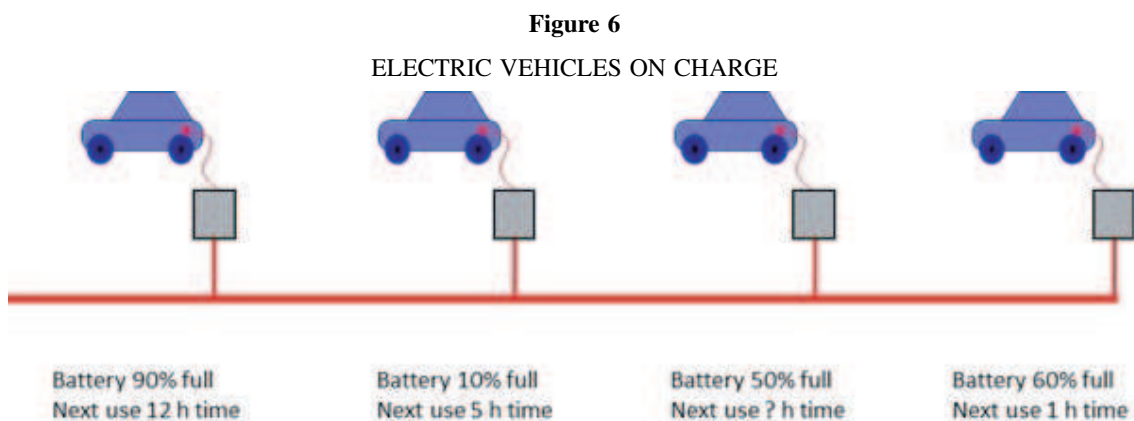 Figure 6
ELECTRIC VEHICLES ON CHARGE
Battery 90% full
Next use 12 h time
Battery 10% full
Next use 5 h time
Battery 50% full
Next use ? h time
Battery 60% full
Next use 1 h time